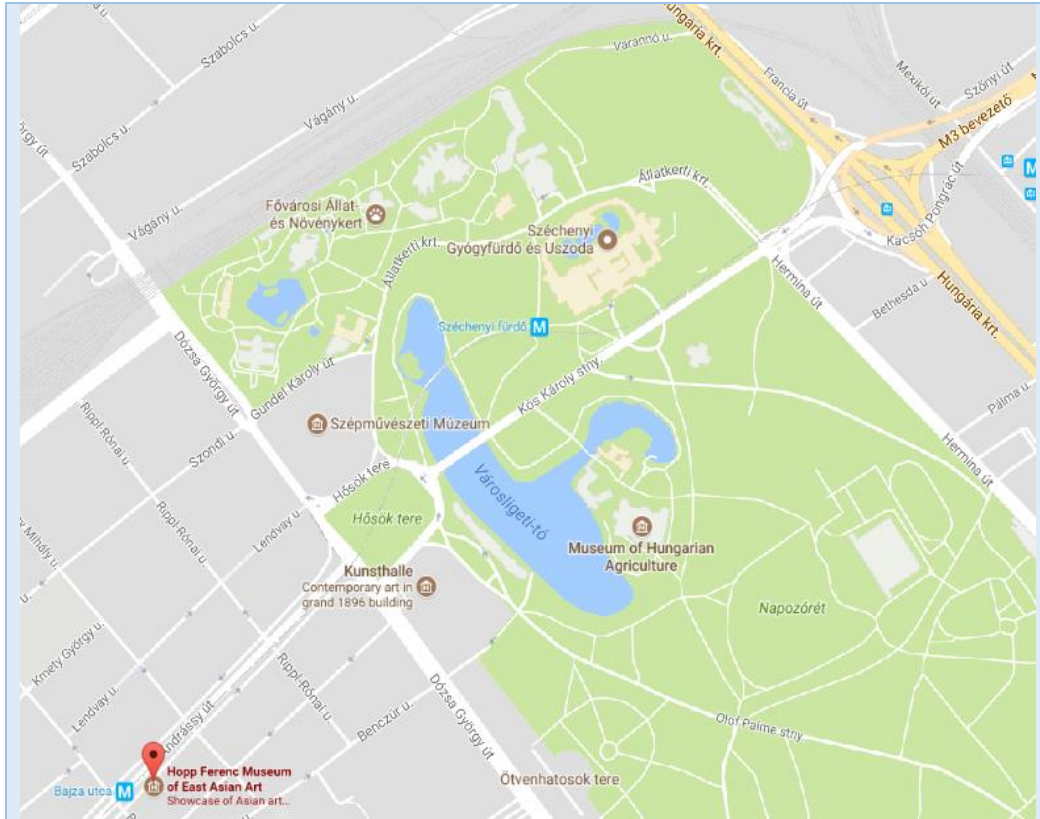 Hungária krt.
Szabolcs u.
Varannó u.
Francia út
Mexikói út
Szőnyi út
M3 bevezető
Vágány u.
Szabolcs u.
Vágány u.
Állatkerti krt.
Kacsóh Pongrác út
Fővárosi Állat-
és Növénykert
Széchenyi
Gyógyfürdő és Uszoda
Állatkerti krt.
Hermina út
Bethesda u.
Hungária krt.
Széchenyi fürdő M
M
Dózsa György út
Gundel Károly út
Kós Károly stny.
Pálma u.
Rippl-Rónai u.
Szondi u.
Szépművészeti Múzeum
Hermina út
Hősök tere
Városligeti-tó
Rippl-Rónai u.
Lendvay u.
Hősök tere
Museum of Hungarian
Agriculture
Kunsthalle
Contemporary art in
grand 1896 building
Napozórét
Kmety György u.
Rippl-Rónai u.
Lendvay u.
Andrássy út
Benczúr u.
Dózsa György út
Olof Palme stny.
Hopp Ferenc Museum
of East Asian Art
Showcase of Asian art...
Bajza utca M
Ötvenhatosok tere